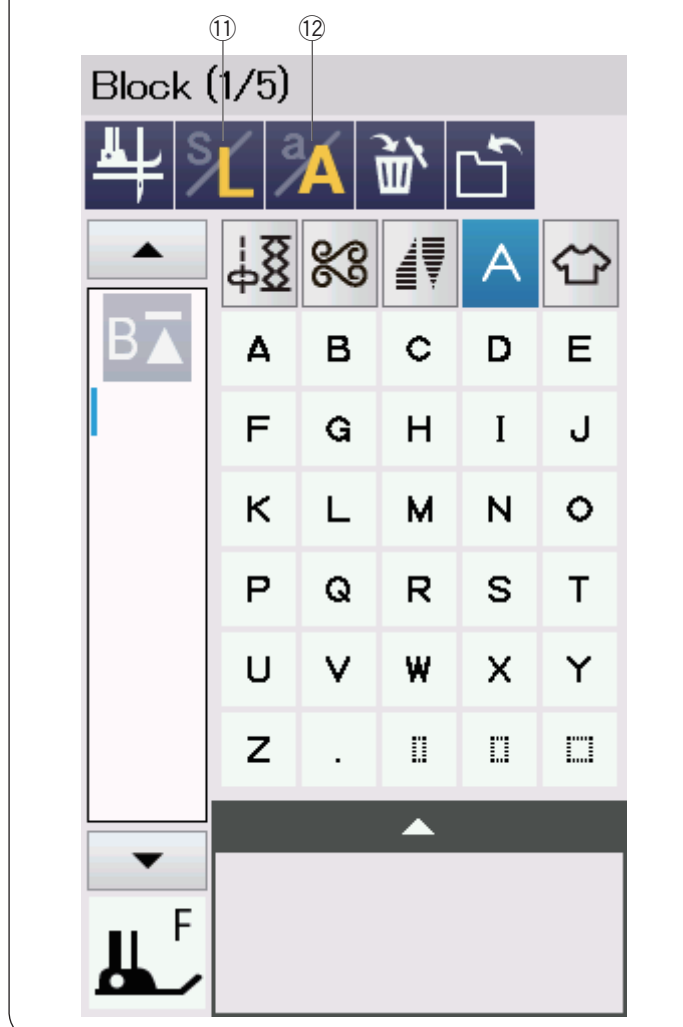 ⑪ ⑫
Block (1/5)
S/L a/A
A
B A B C D E
F G H I J
K L M N O
P Q R S T
U V W X Y
Z .
F